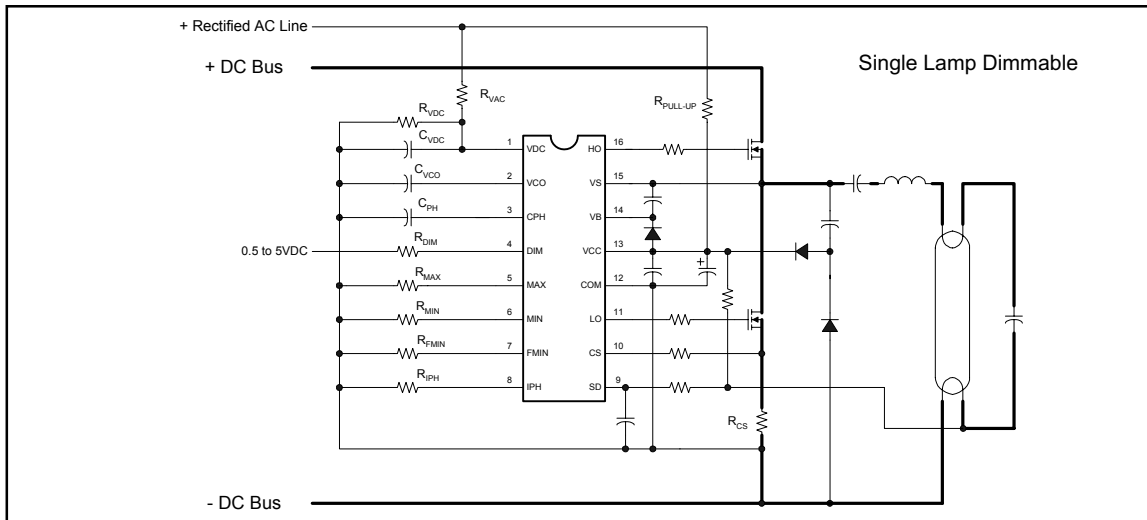 + Rectified AC Line
+ DC Bus
Single Lamp Dimmable
RVAC
RPULL-UP
RVDC
CVDC
1 VDC HO 16
CVCO
2 VCO VS 15
CPH
3 CPH VB 14
0.5 to 5VDC
RDIM
4 DIM VCC 13
+
RMAX
5 MAX COM 12
RMIN
6 MIN LO 11
RFMIN
7 FMIN CS 10
RIPH
8 IPH SD 9
RCS
- DC Bus